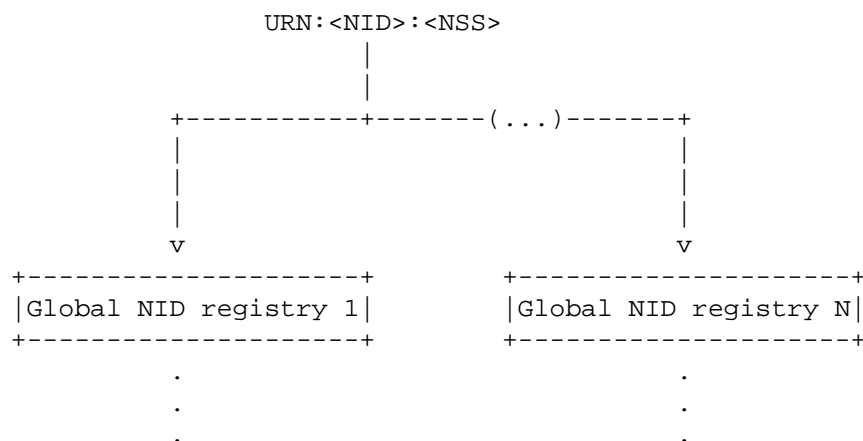 URN:<NID>:<NSS>
(...)
Global NID registry 1
Global NID registry N